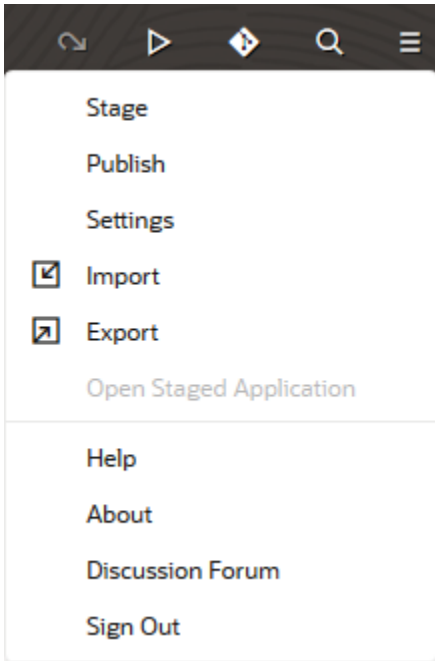 Stage
Publish
Settings
Import
Export
Open Staged Application
Help
About
Discussion Forum
Sign Out